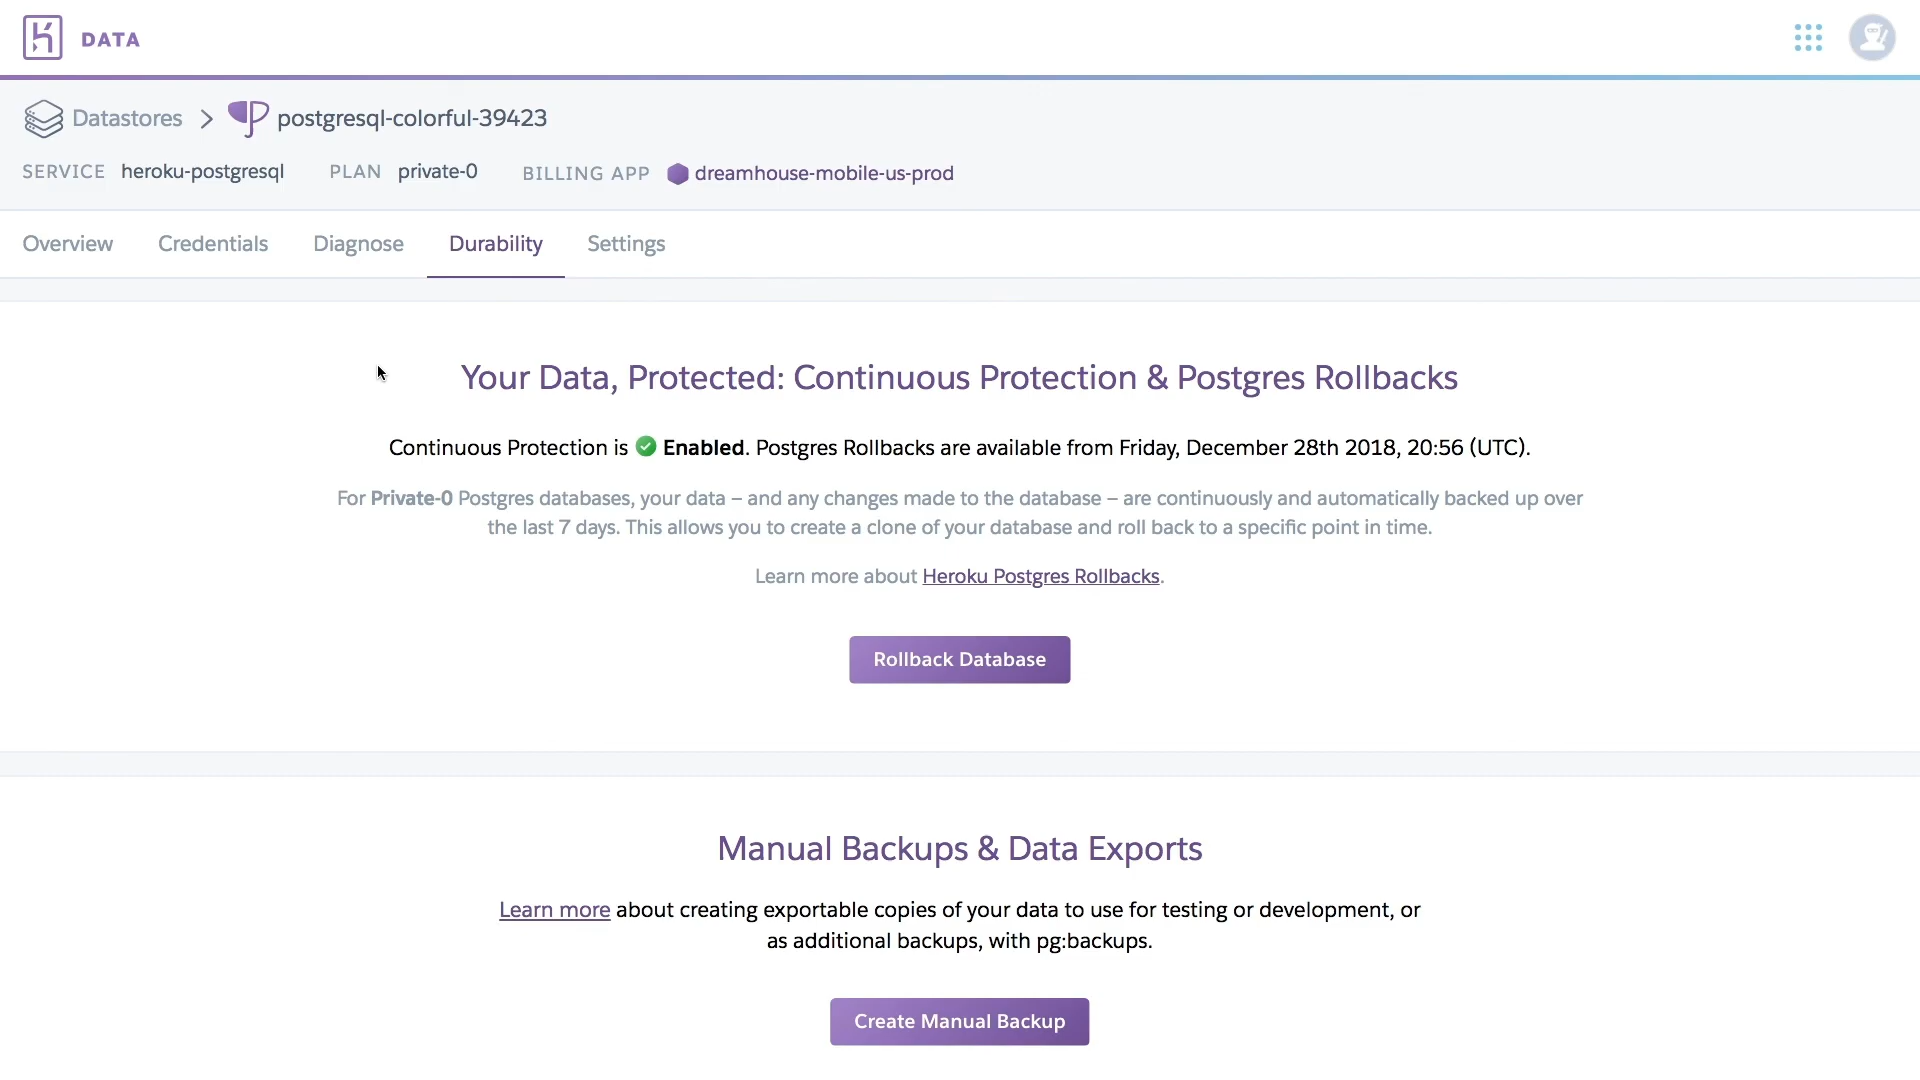 DATA
Datastores > postgresql-colorful-39423
SERVICE heroku-postgresql PLAN private-0 BILLING APP dreamhouse-mobile-us-prod
Overview Credentials Diagnose Durability Settings
Your Data, Protected: Continuous Protection & Postgres Rollbacks
Continuous Protection is Enabled. Postgres Rollbacks are available from Friday, December 28th 2018, 20:56 (UTC).
For Private-0 Postgres databases, your data – and any changes made to the database – are continuously and automatically backed up over
the last 7 days. This allows you to create a clone of your database and roll back to a specific point in time.
Learn more about Heroku Postgres Rollbacks.
Rollback Database
Manual Backups & Data Exports
Learn more about creating exportable copies of your data to use for testing or development, or
as additional backups, with pg:backups.
Create Manual Backup